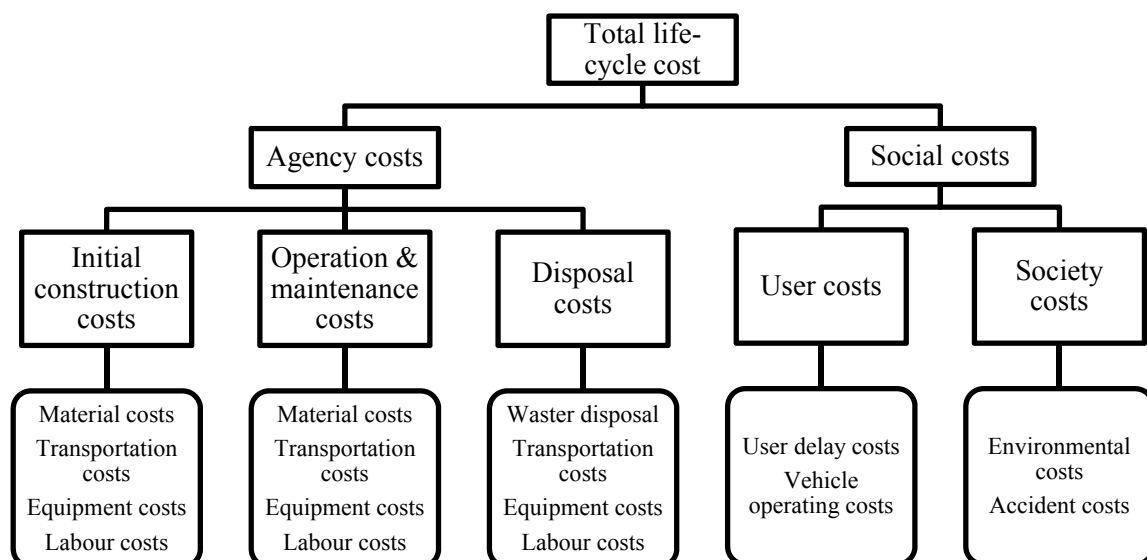 Total life-
cycle cost
Agency costs
Social costs
Initial
construction
costs
Operation &
maintenance
costs
Disposal
costs
User costs
Society
costs
Material costs
Transportation
costs
Equipment costs
Labour costs
Material costs
Transportation
costs
Equipment costs
Labour costs
Waster disposal
Transportation
costs
Equipment costs
Labour costs
User delay costs
Vehicle
operating costs
Environmental
costs
Accident costs